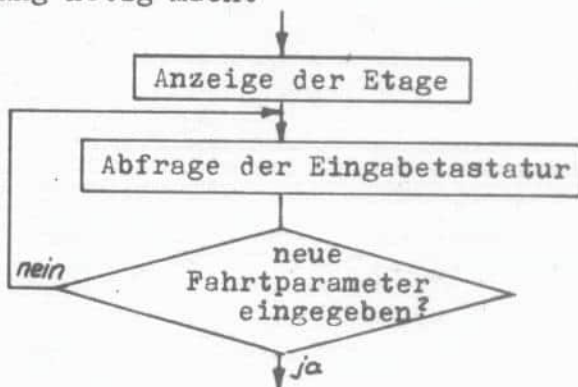 Anzeige der Etage
Abfrage der Eingabetastatur
neue
Fahrtparameter
eingegeben?
nein
ja